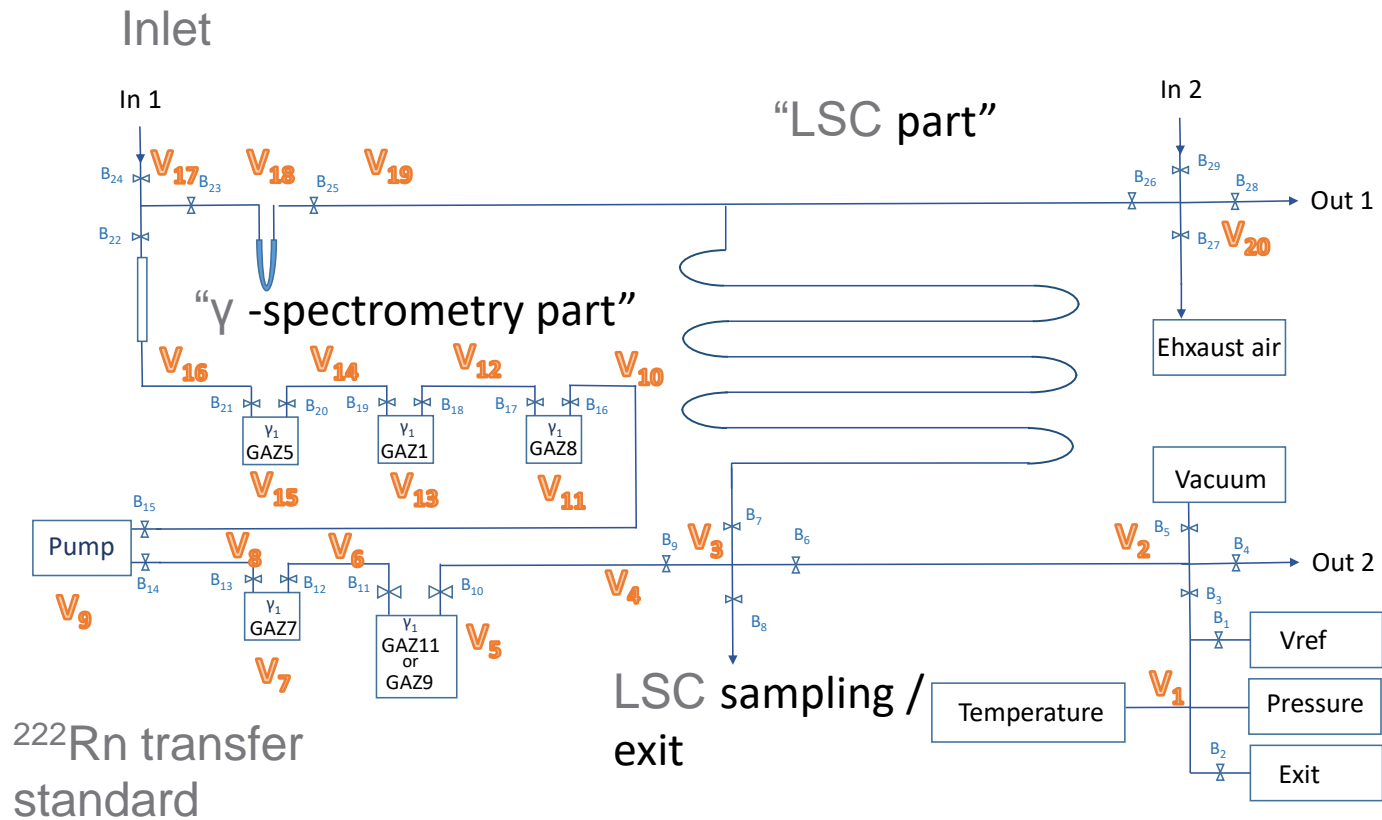 Inlet
In 1
In 2
“LSC part”
V17
V18
V19
B24
B23
B25
B26
B29
B28
Out 1
B22
B27
V20
“γ -spectrometry part”
Ehxaust air
V16
V14
V12
V10
B21
B20
B19
B18
B17
B16
γ1
GAZ5
γ1
GAZ1
γ1
GAZ8
V15
V13
V11
Vacuum
B15
Pump
B14
V8
V6
B9
B7
V3
B6
V2
B5
B4
Out 2
B13
B12
B11
B10
V4
B3
V9
γ1
GAZ7
γ1
GAZ11
or
GAZ9
V5
B8
B1
Vref
V7
LSC sampling /
exit
Temperature
V1
Pressure
B2
Exit
222Rn transfer
standard